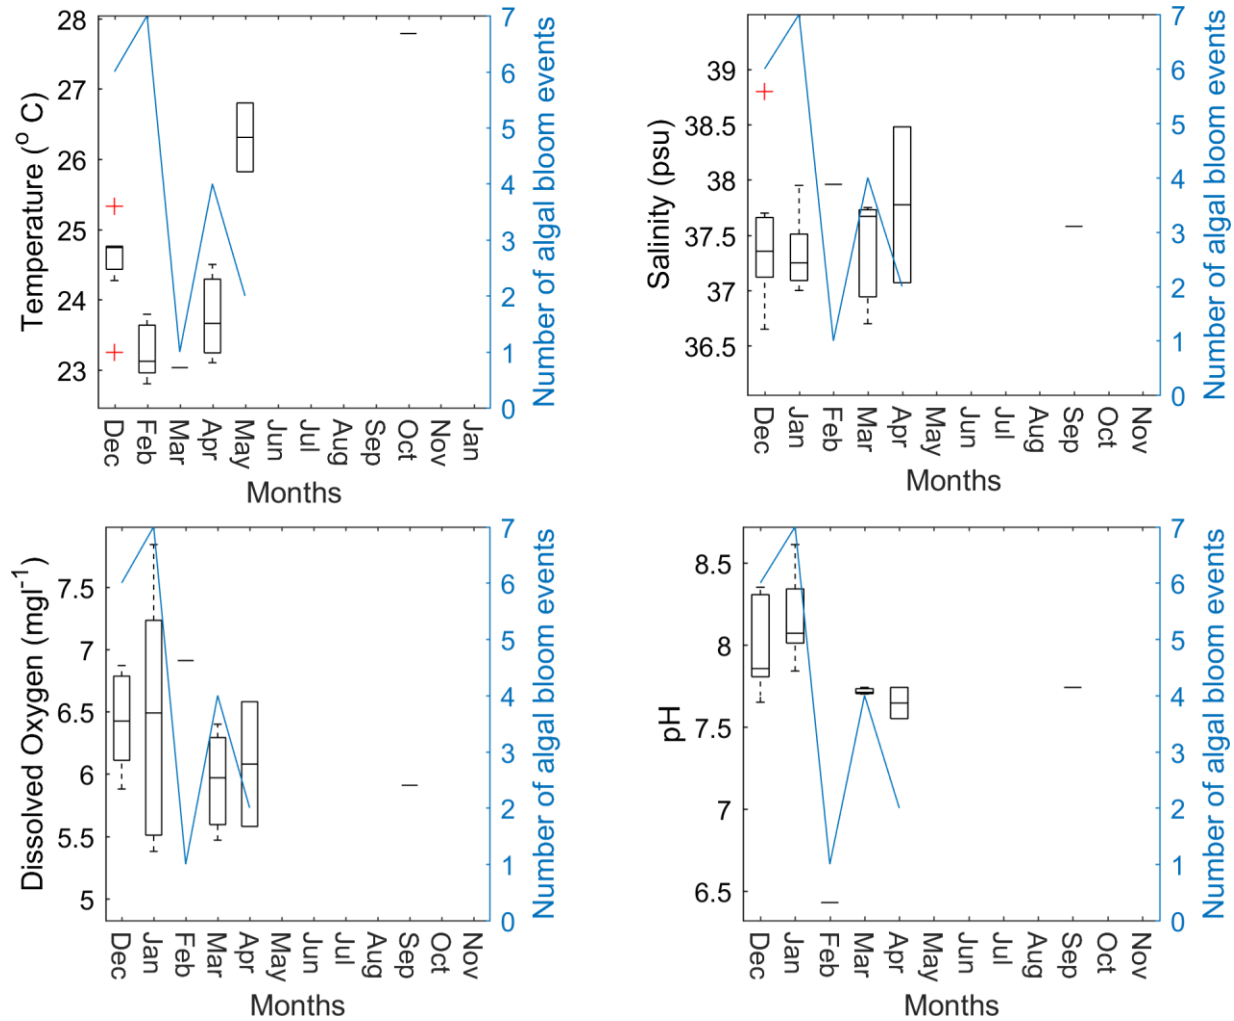 28
27
26
25
24
23
Temperature (° C)
7
6
5
4
3
2
1
0
Number of algal bloom events
Dec
Feb
Mar
Apr
May
Jun
Jul
Aug
Sep
Oct
Nov
Jan
Months
39
38.5
38
37.5
37
36.5
Salinity (psu)
7
6
5
4
3
2
1
0
Number of algal bloom events
Dec
Jan
Feb
Mar
Apr
May
Jun
Jul
Aug
Sep
Oct
Nov
Months
7.5
7
6.5
6
5.5
5
Dissolved Oxygen (mgl⁻¹)
7
6
5
4
3
2
1
0
Number of algal bloom events
Dec
Jan
Feb
Mar
Apr
May
Jun
Jul
Aug
Sep
Oct
Nov
Months
8.5
8
7.5
7
6.5
pH
7
6
5
4
3
2
1
0
Number of algal bloom events
Dec
Jan
Feb
Mar
Apr
May
Jun
Jul
Aug
Sep
Oct
Nov
Months